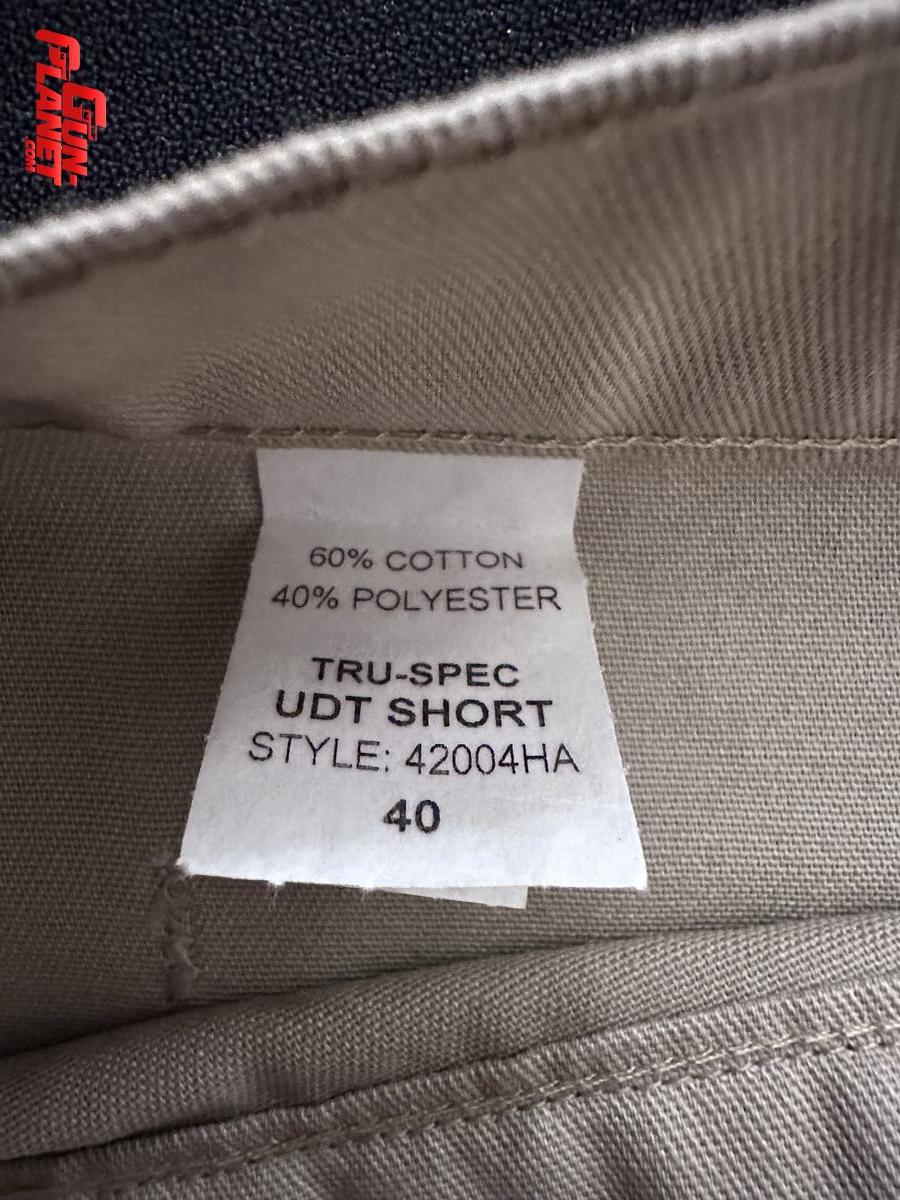 GUN-
PLANET
.COM
60% COTTON
40% POLYESTER
TRU-SPEC
UDT SHORT
STYLE: 42004HA
40